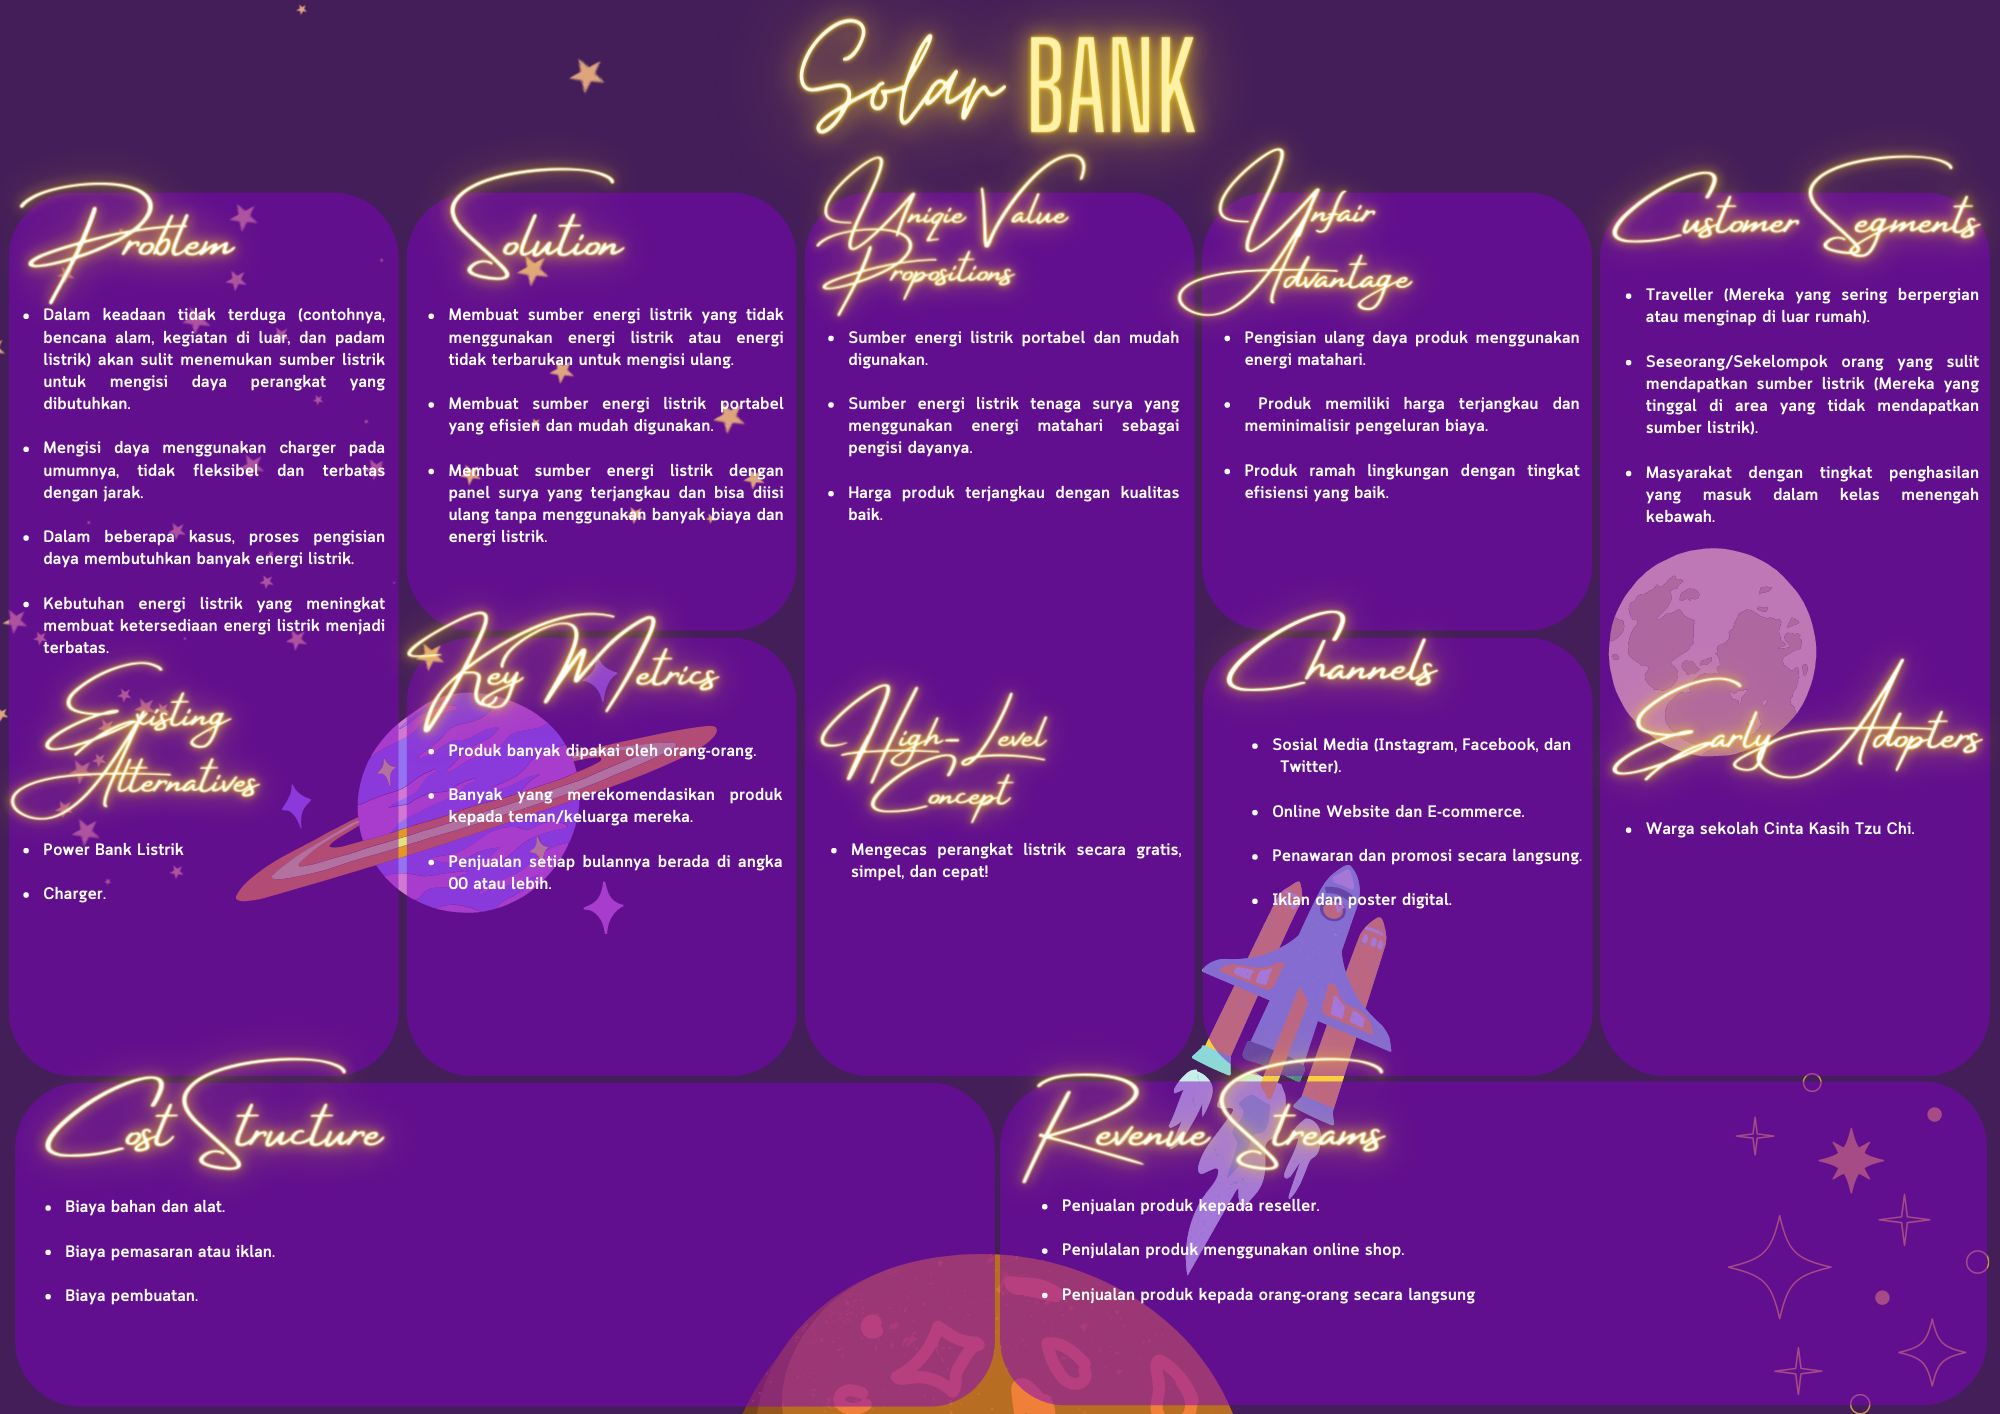 Solar BANK
Problem
• Dalam keadaan tidak terduga (contohnya,
bencana alam, kegiatan di luar, dan padam
listrik) akan sulit menemukan sumber listrik
untuk mengisi daya perangkat yang
dibutuhkan.
• Mengisi daya menggunakan charger pada
umumnya, tidak fleksibel dan terbatas
dengan jarak.
• Dalam beberapa kasus, proses pengisian
daya membutuhkan banyak energi listrik.
• Kebutuhan energi listrik yang meningkat
membuat ketersediaan energi listrik menjadi
terbatas.
Existing
Alternatives
• Power Bank Listrik
• Charger.
Solution
• Membuat sumber energi listrik yang tidak
menggunakan energi listrik atau energi
tidak terbarukan untuk mengisi ulang.
• Membuat sumber energi listrik portabel
yang efisien dan mudah digunakan.
• Membuat sumber energi listrik dengan
panel surya yang terjangkau dan bisa diisi
ulang tanpa menggunakan banyak biaya dan
energi listrik.
Key Metrics
• Produk banyak dipakai oleh orang-orang.
• Banyak yang merekomendasikan produk
kepada teman/keluarga mereka.
• Penjualan setiap bulannya berada di angka
00 atau lebih.
Uniqie Value
Propositions
• Sumber energi listrik portabel dan mudah
digunakan.
• Sumber energi listrik tenaga surya yang
menggunakan energi matahari sebagai
pengisi dayanya.
• Harga produk terjangkau dengan kualitas
baik.
High-Level
Concept
• Mengecas perangkat listrik secara gratis,
simpel, dan cepat!
Unfair
Advantage
• Pengisian ulang daya produk menggunakan
energi matahari.
• Produk memiliki harga terjangkau dan
meminimalisir pengeluran biaya.
• Produk ramah lingkungan dengan tingkat
efisiensi yang baik.
Channels
• Sosial Media (Instagram, Facebook, dan
Twitter).
• Online Website dan E-commerce.
• Penawaran dan promosi secara langsung.
• Iklan dan poster digital.
Customer Segments
• Traveller (Mereka yang sering berpergian
atau menginap di luar rumah).
• Seseorang/Sekelompok orang yang sulit
mendapatkan sumber listrik (Mereka yang
tinggal di area yang tidak mendapatkan
sumber listrik).
• Masyarakat dengan tingkat penghasilan
yang masuk dalam kelas menengah
kebawah.
Early Adopters
• Warga sekolah Cinta Kasih Tzu Chi.
Cost Structure
• Biaya bahan dan alat.
• Biaya pemasaran atau iklan.
• Biaya pembuatan.
Revenue Streams
• Penjualan produk kepada reseller.
• Penjulalan produk menggunakan online shop.
• Penjualan produk kepada orang-orang secara langsung